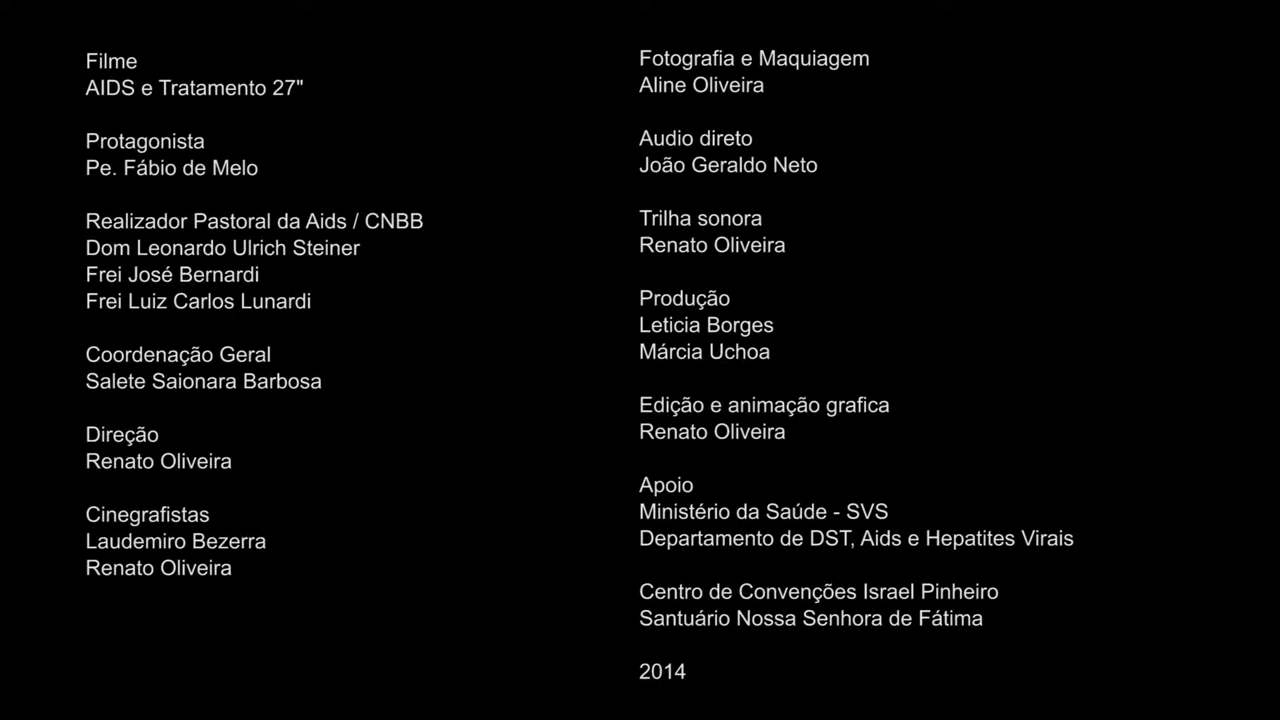 Filme
AIDS e Tratamento 27"
Protagonista
Pe. Fábio de Melo
Realizador Pastoral da Aids / CNBB
Dom Leonardo Ulrich Steiner
Frei José Bernardi
Frei Luiz Carlos Lunardi
Coordenação Geral
Salete Saionara Barbosa
Direção
Renato Oliveira
Cinegrafistas
Laudemiro Bezerra
Renato Oliveira
Fotografia e Maquiagem
Aline Oliveira
Audio direto
João Geraldo Neto
Trilha sonora
Renato Oliveira
Produção
Leticia Borges
Márcia Uchoa
Edição e animação grafica
Renato Oliveira
Apoio
Ministério da Saúde - SVS
Departamento de DST, Aids e Hepatites Virais
Centro de Convenções Israel Pinheiro
Santuário Nossa Senhora de Fátima
2014